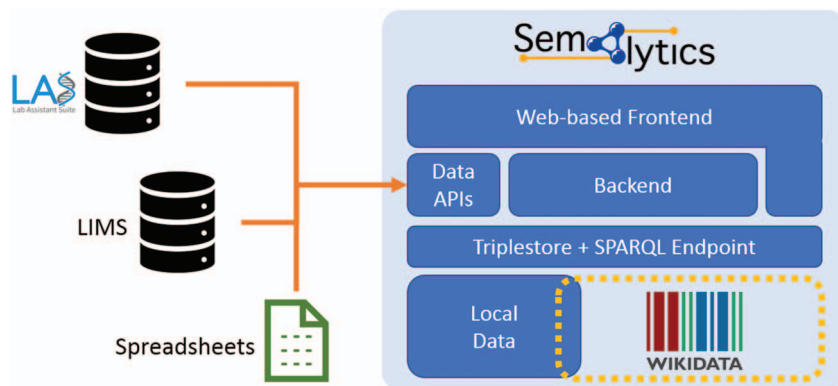 Semalytics
LAS
Lab Assistant Suite
Web-based Frontend
Data
APIs
Backend
LIMS
Triplestore + SPARQL Endpoint
Local
Data
WIKIDATA
Spreadsheets